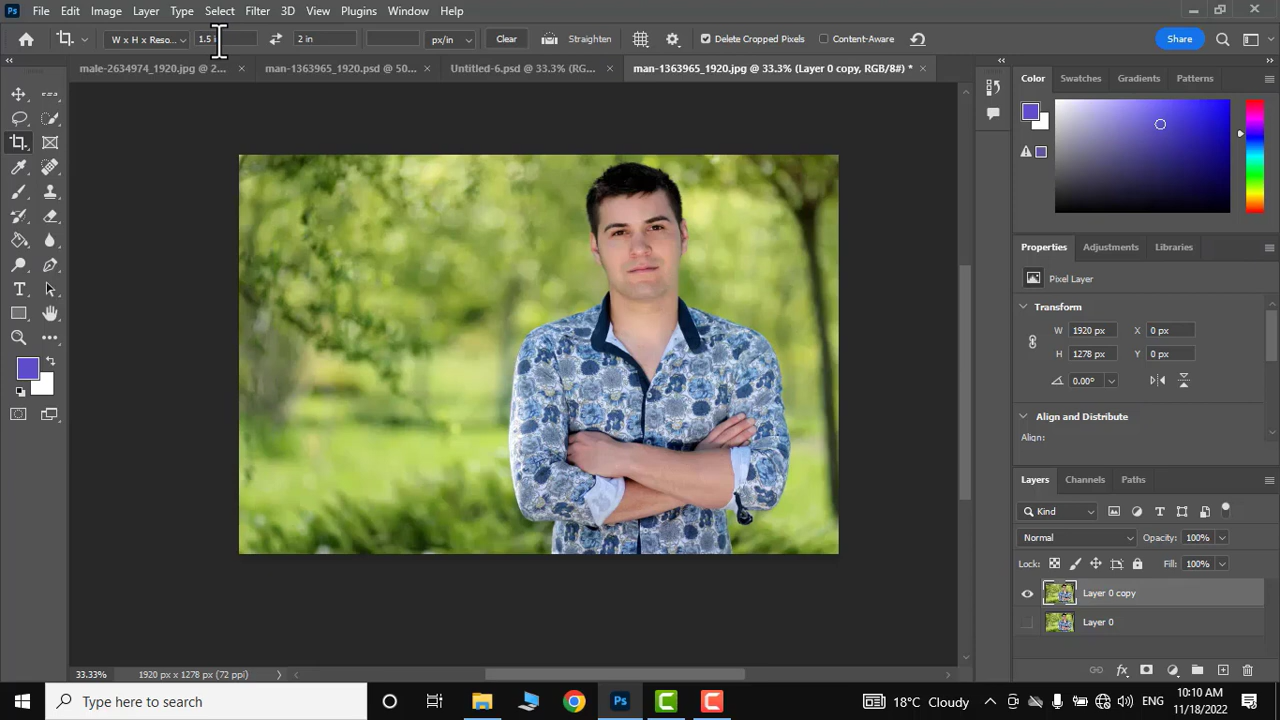 Ps File Edit Image Layer Type Select Filter 3D View Plugins Window Help
W x H x Reso... 1.5 2 in px/in Clear Straighten Delete Cropped Pixels Content-Aware Share
male-2634974_1920.jpg @ 2... man-1363965_1920.psd @ 50... Untitled-6.psd @ 33.3% (RG... man-1363965_1920.jpg @ 33.3% (Layer 0 copy, RGB/8#) *
Color Swatches Gradients Patterns
Properties Adjustments Libraries
Pixel Layer
Transform
W 1920 px X 0 px
H 1278 px Y 0 px
0.00°
Align and Distribute
Align:
Layers Channels Paths
Kind
Normal Opacity: 100%
Lock: Fill: 100%
Layer 0 copy
Layer 0
33.33% 1920 px x 1278 px (72 ppi)
Type here to search Ps 18°C Cloudy 10:10 AM
11/18/2022